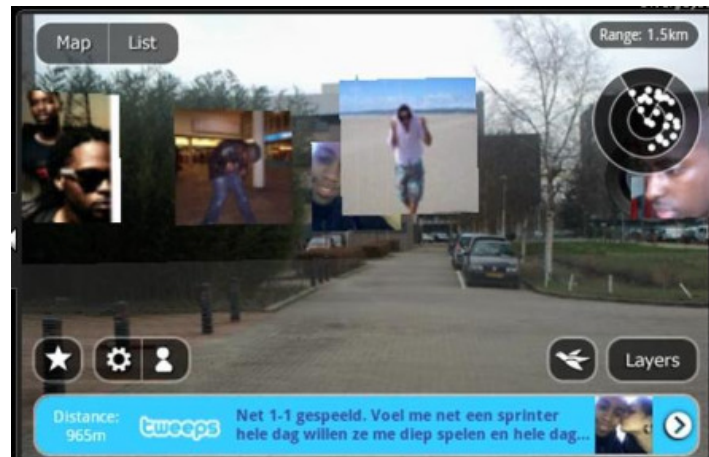 Map
List
Range: 1.5km
Layers
Distance:
965m
tweeps
Net 1-1 gespeeld. Voel me net een sprinter
hele dag willen ze me diep spelen en hele dag...